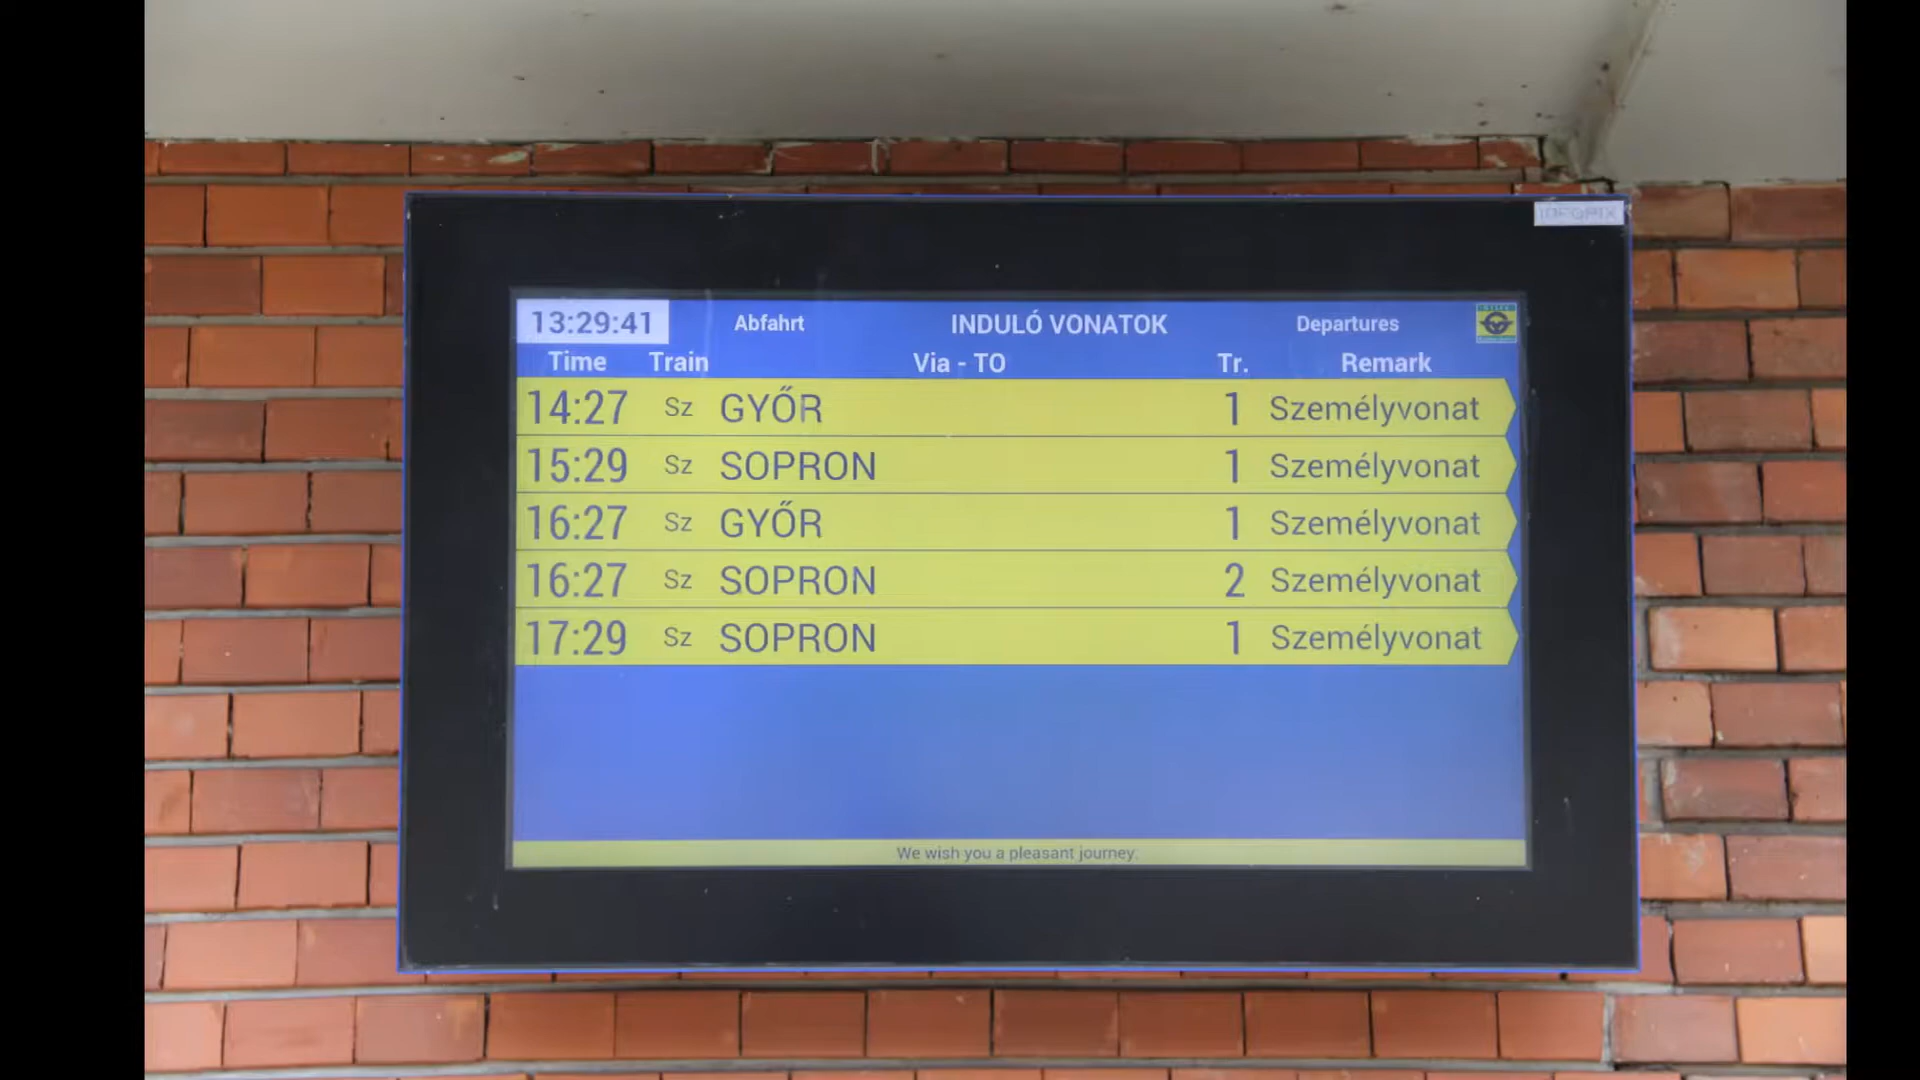 13:29:41 Abfahrt INDULÓ VONATOK Departures
Time Train Via - TO Tr. Remark
14:27 Sz GYŐR 1 Személyvonat
15:29 Sz SOPRON 1 Személyvonat
16:27 Sz GYŐR 1 Személyvonat
16:27 Sz SOPRON 2 Személyvonat
17:29 Sz SOPRON 1 Személyvonat
We wish you a pleasant journey.